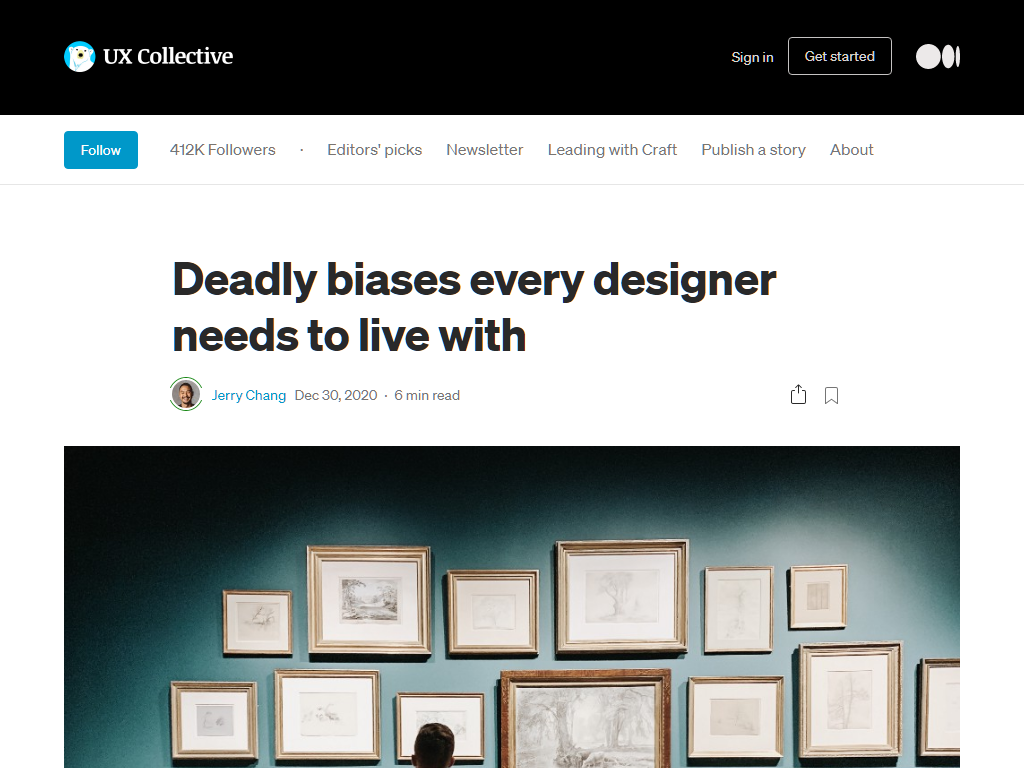 UX Collective
Sign in
Get started
Follow
412K Followers
·
Editors' picks
Newsletter
Leading with Craft
Publish a story
About
Deadly biases every designer
needs to live with
Jerry Chang Dec 30, 2020 · 6 min read